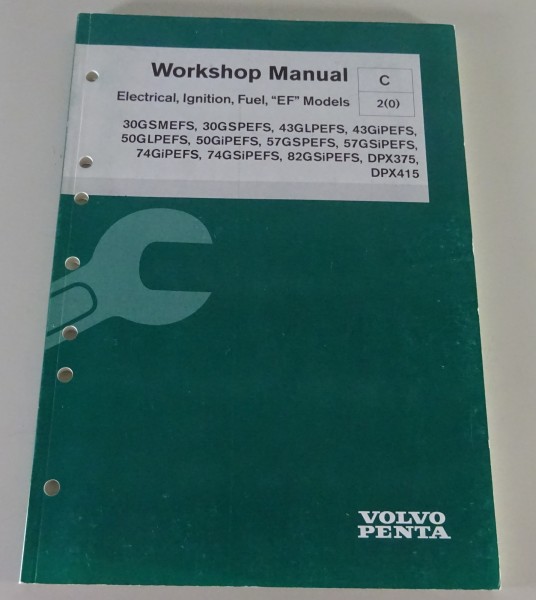 Workshop Manual
C
Electrical, Ignition, Fuel, "EF" Models
2(0)
30GSMEFS, 30GSPEFS, 43GLPEFS, 43GiPEFS,
50GLPEFS, 50GiPEFS, 57GSPEFS, 57GSiPEFS,
74GiPEFS, 74GSiPEFS, 82GSiPEFS, DPX375,
DPX415
VOLVO
PENTA